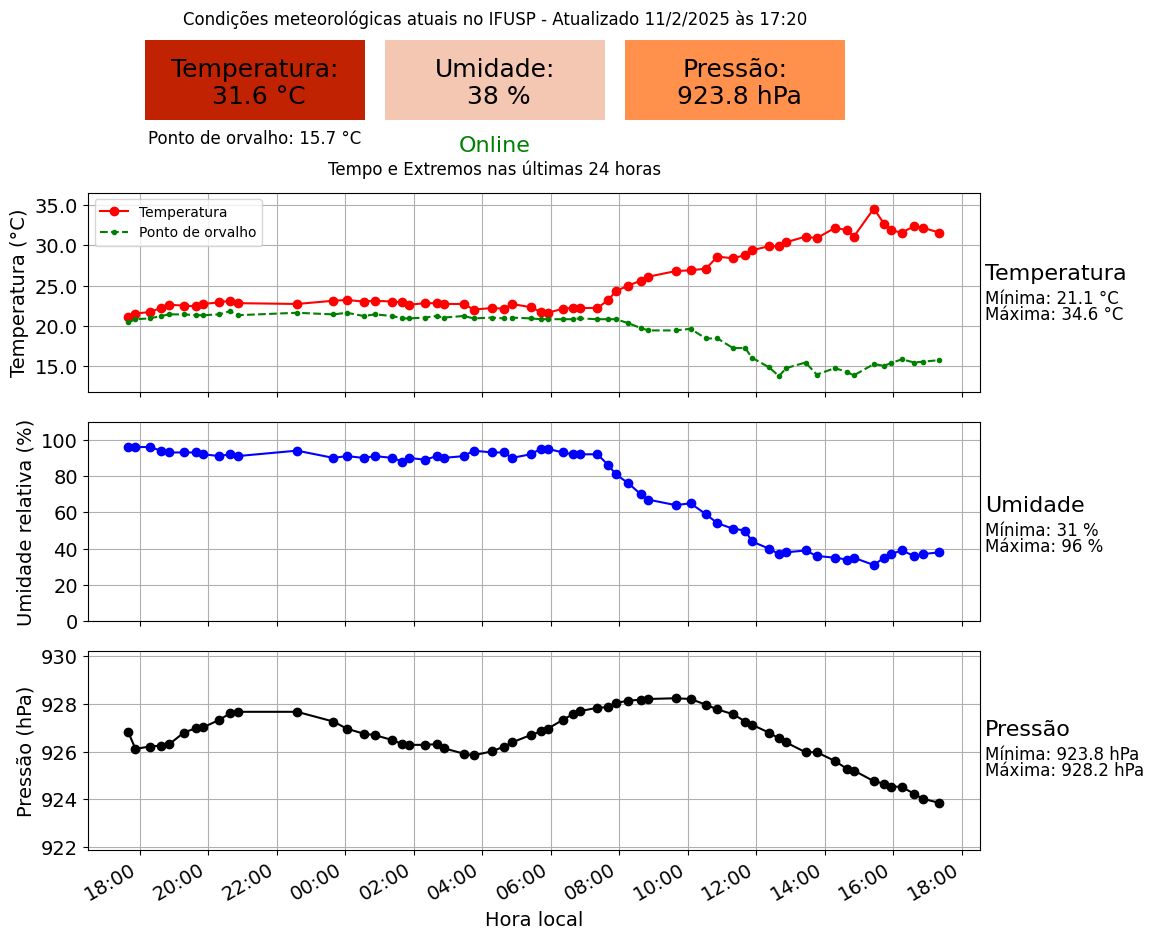 Condições meteorológicas atuais no IFUSP - Atualizado 11/2/2025 às 17:20
Temperatura:
31.6 °C
Umidade:
38 %
Pressão:
923.8 hPa
Ponto de orvalho: 15.7 °C
Online
Tempo e Extremos nas últimas 24 horas
Temperatura (°C)
35.0
30.0
25.0
20.0
15.0
Temperatura
Ponto de orvalho
Temperatura
Mínima: 21.1 °C
Máxima: 34.6 °C
Umidade relativa (%)
100
80
60
40
20
0
Umidade
Mínima: 31 %
Máxima: 96 %
Pressão (hPa)
930
928
926
924
922
Pressão
Mínima: 923.8 hPa
Máxima: 928.2 hPa
18:00 20:00 22:00 00:00 02:00 04:00 06:00 08:00 10:00 12:00 14:00 16:00 18:00
Hora local